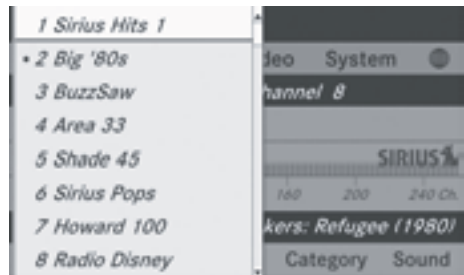 1 Sirius Hits 1
• 2 Big '80s
3 BuzzSaw
4 Area 33
5 Shade 45
6 Sirius Pops
7 Howard 100
8 Radio Disney
deo System
hannel 8
SIRIUS
160 200 240 Ch.
kers: Refugee (1980)
Category Sound